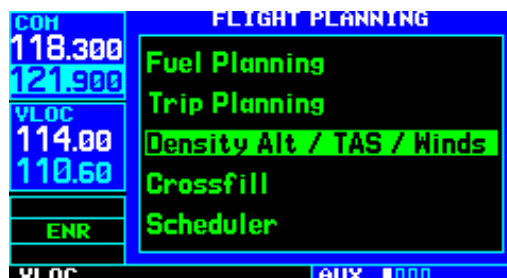 COM
118.300
121.900
VLOC
114.00
110.60
ENR
FLIGHT PLANNING
Fuel Planning
Trip Planning
Density Alt / TAS / Winds
Crossfill
Scheduler
VLOC
AUX